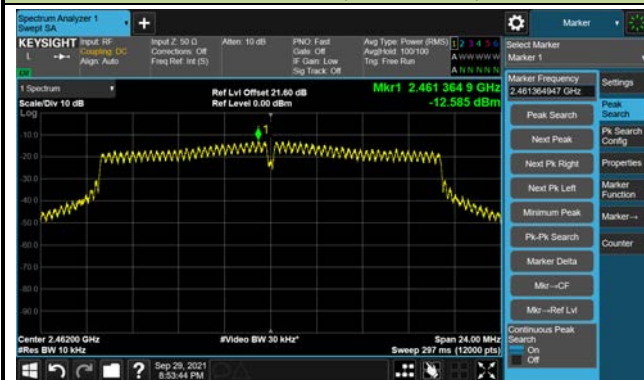 Spectrum Analyzer 1
Swept SA
+
Marker
KEYSIGHT
L
Input: RF
Coupling: DC
Align: Auto
Input Z: 50 Ω
Corrections: Off
Freq Ref: Int (S)
Atten: 10 dB
PNO: Fast
Gate: Off
IF Gain: Low
Sig Track: Off
Avg Type: Power (RMS)
Avg|Hold: 100/100
Trig: Free Run
1 2 3 4 5 6
A W W W W W
A N N N N N
Select Marker
Marker 1
1 Spectrum
Scale/Div 10 dB
Log
Ref Lvl Offset 21.60 dB
Ref Level 0.00 dBm
Mkr1 2.461 364 9 GHz
-12.585 dBm
1
-10.0
-20.0
-30.0
-40.0
-50.0
-60.0
-70.0
-80.0
-90.0
Center 2.46200 GHz
#Res BW 10 kHz
#Video BW 30 kHz*
Span 24.00 MHz
Sweep 297 ms (12000 pts)
Marker Frequency
2.461364947 GHz
Peak Search
Next Peak
Next Pk Right
Next Pk Left
Minimum Peak
Pk-Pk Search
Marker Delta
Mkr→CF
Mkr→Ref Lvl
Continuous Peak
Search
On
Off
Settings
Peak
Search
Pk Search
Config
Properties
Marker
Function
Marker→
Counter
?
Sep 29, 2021
8:53:44 PM